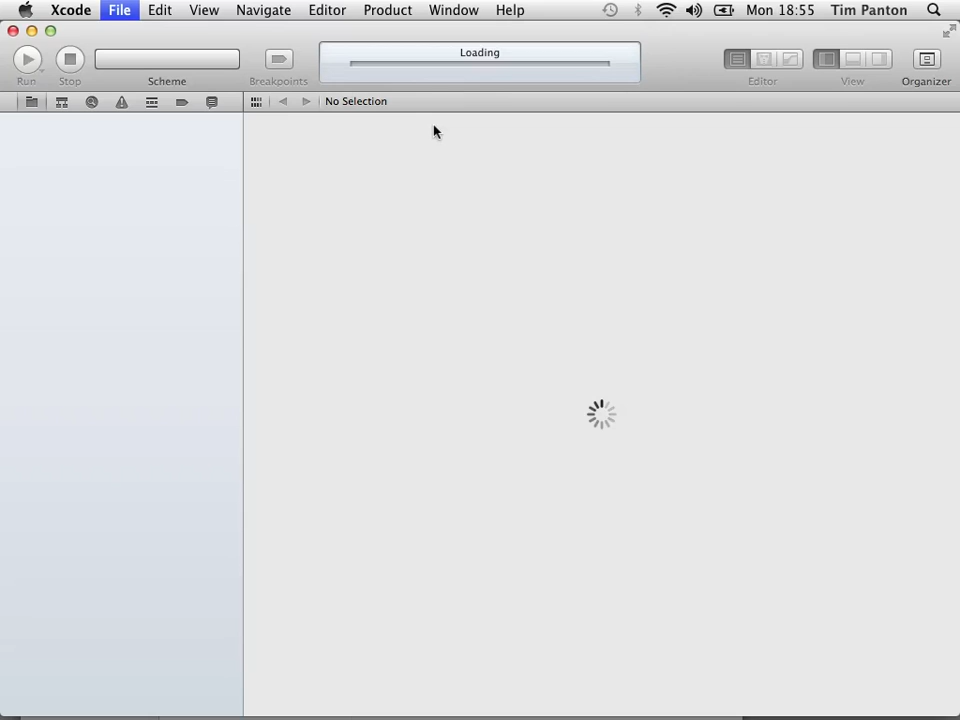 Xcode File Edit View Navigate Editor Product Window Help Mon 18:55 Tim Panton
Loading
Run Stop Scheme Breakpoints Editor View Organizer
No Selection